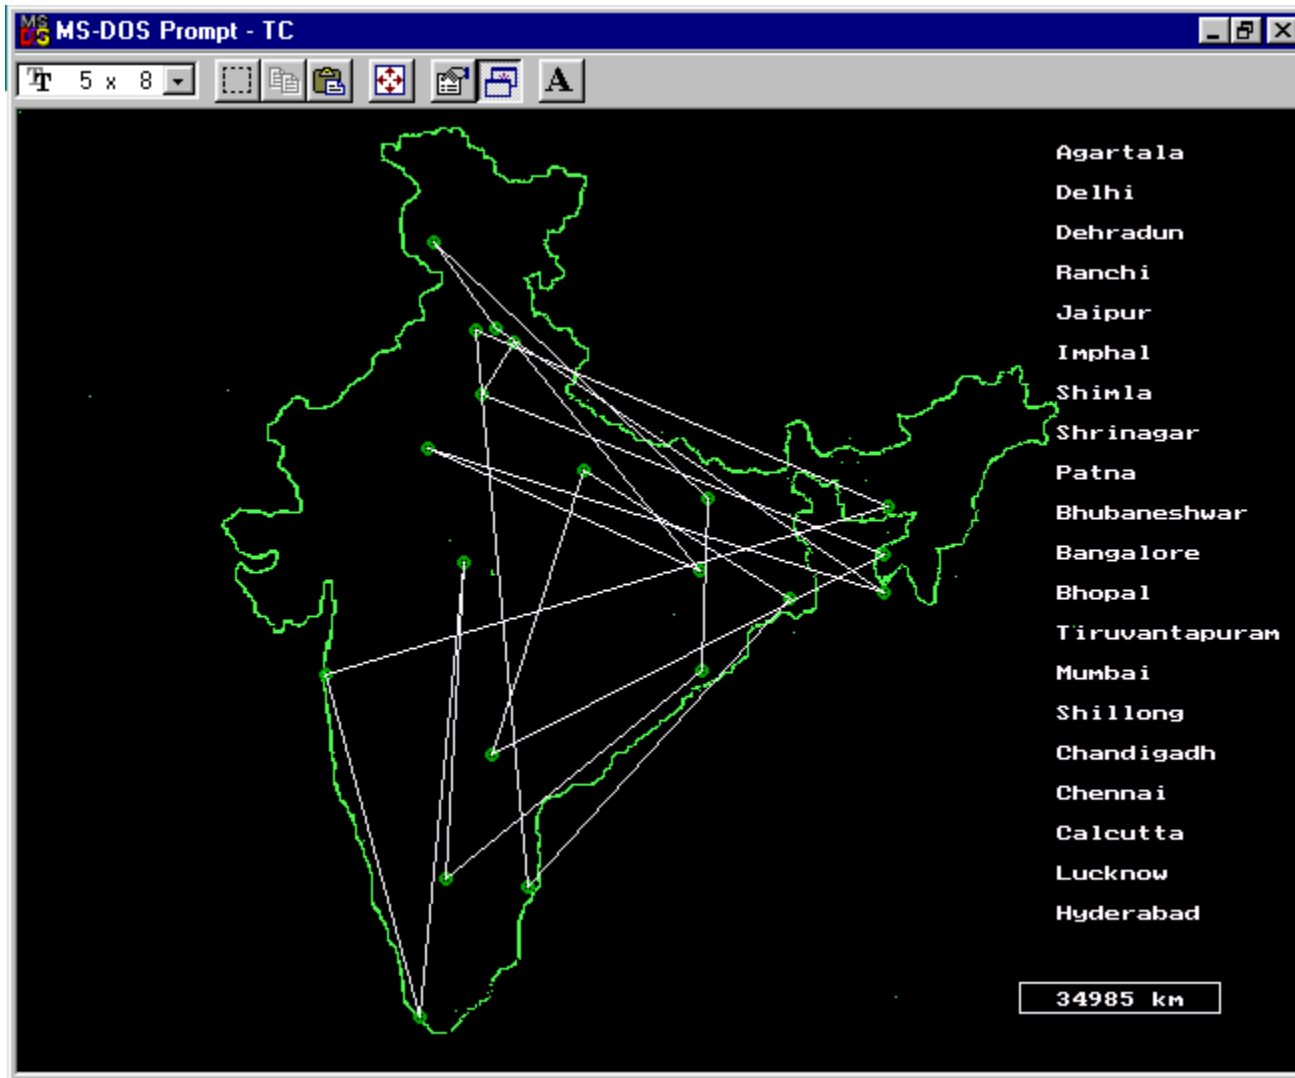 MS-DOS Prompt - TC
5 x 8
A
Agartala
Delhi
Dehradun
Ranchi
Jaipur
Imphal
Shimla
Shrinagar
Patna
Bhubaneshwar
Bangalore
Bhopal
Tiruvantapuram
Mumbai
Shillong
Chandigadh
Chennai
Calcutta
Lucknow
Hyderabad
34985 km